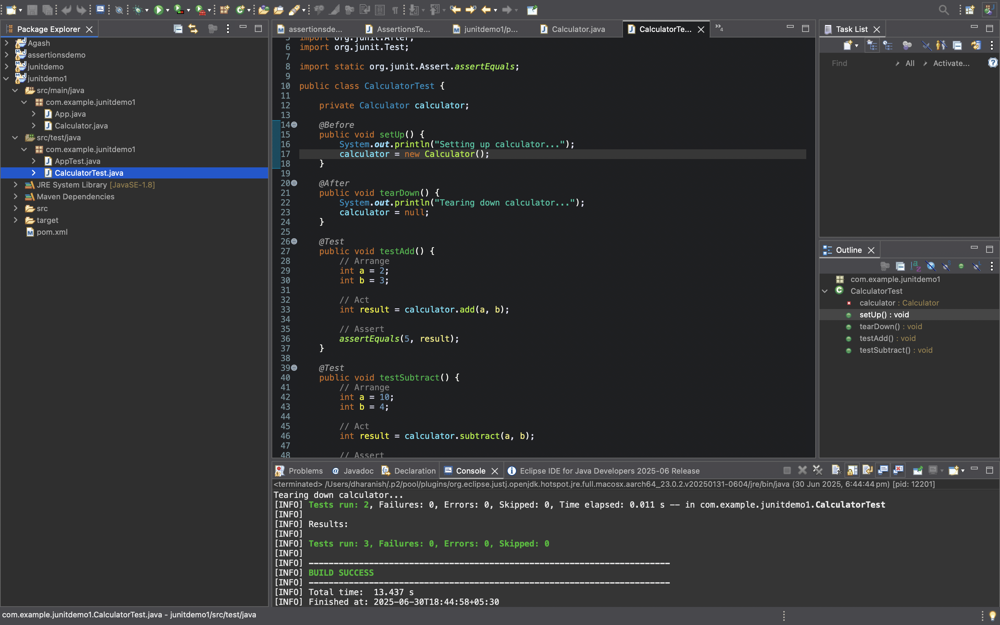 Package Explorer
Agash
assertionsdemo
junitdemo
junitdemo1
src/main/java
com.example.junitdemo1
App.java
Calculator.java
src/test/java
com.example.junitdemo1
AppTest.java
CalculatorTest.java
JRE System Library [JavaSE-1.8]
Maven Dependencies
src
target
pom.xml
assertionsde... AssertionsTe... junitdemo1/p... Calculator.java CalculatorTe... »4
5 import org.junit.After;
6 import org.junit.Test;
7
8 import static org.junit.Assert.assertEquals;
9
10 public class CalculatorTest {
11
12 private Calculator calculator;
13
14 @Before
15 public void setUp() {
16 System.out.println("Setting up calculator...");
17 calculator = new Calculator();
18 }
19
20 @After
21 public void tearDown() {
22 System.out.println("Tearing down calculator...");
23 calculator = null;
24 }
25
26 @Test
27 public void testAdd() {
28 // Arrange
29 int a = 2;
30 int b = 3;
31
32 // Act
33 int result = calculator.add(a, b);
34
35 // Assert
36 assertEquals(5, result);
37 }
38
39 @Test
40 public void testSubtract() {
41 // Arrange
42 int a = 10;
43 int b = 4;
44
45 // Act
46 int result = calculator.subtract(a, b);
47
48 // Assert
Task List
Find All Activate...
Outline
com.example.junitdemo1
CalculatorTest
calculator : Calculator
setUp() : void
tearDown() : void
testAdd() : void
testSubtract() : void
Problems Javadoc Declaration Console Eclipse IDE for Java Developers 2025-06 Release
<terminated> /Users/dharanish/.p2/pool/plugins/org.eclipse.justj.openjdk.hotspot.jre.full.macosx.aarch64_23.0.2.v20250131-0604/jre/bin/java (30 Jun 2025, 6:44:44 pm) [pid: 12201]
Tearing down calculator...
[INFO] Tests run: 2, Failures: 0, Errors: 0, Skipped: 0, Time elapsed: 0.011 s -- in com.example.junitdemo1.CalculatorTest
[INFO]
[INFO] Results:
[INFO]
[INFO] Tests run: 3, Failures: 0, Errors: 0, Skipped: 0
[INFO]
[INFO] ------------------------------------------------------------------------
[INFO] BUILD SUCCESS
[INFO] ------------------------------------------------------------------------
[INFO] Total time:  13.437 s
[INFO] Finished at: 2025-06-30T18:44:58+05:30
com.example.junitdemo1.CalculatorTest.java - junitdemo1/src/test/java